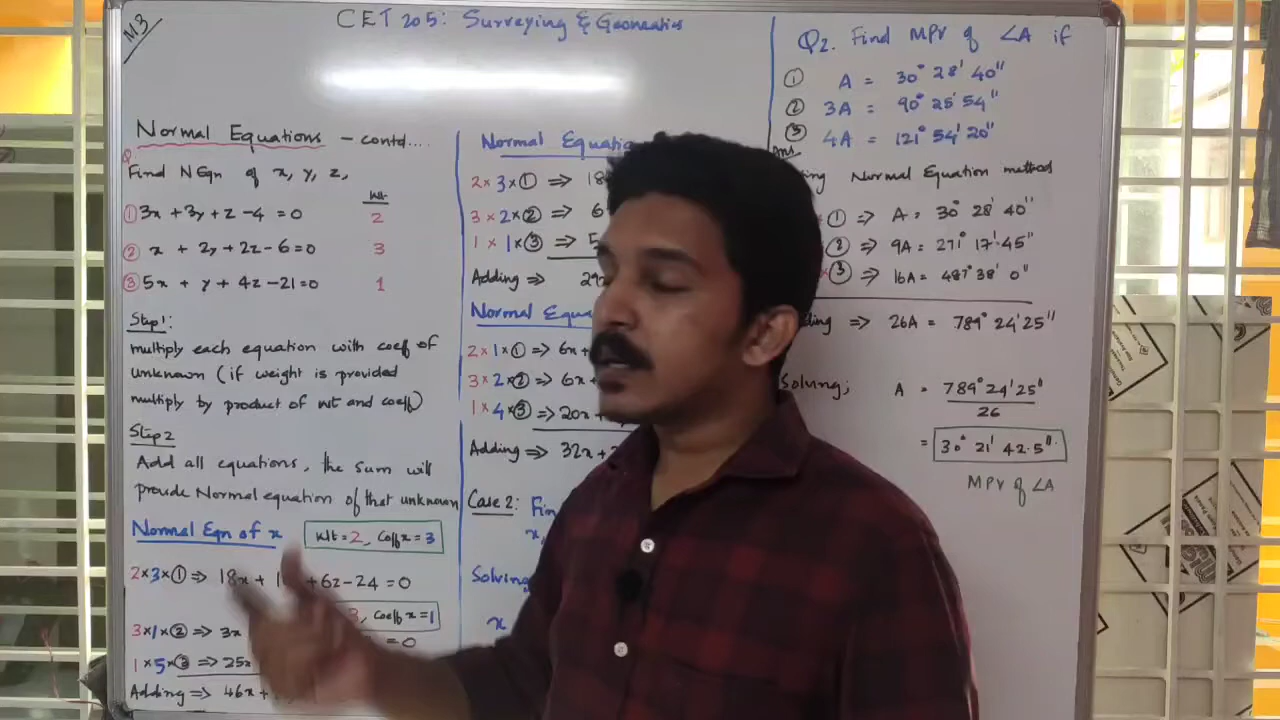 M3
CET 205: Surveying & Geomatics
Normal Equations - contd....
Q
Find N Eqn of x, y, z,
Wt
① 3x + 3y + z - 4 = 0 2
② x + 2y + 2z - 6 = 0 3
③ 5x + y + 4z - 21 = 0 1
Step 1:
multiply each equation with coef of
unknown (if weight is provided
multiply by product of wt and coeff)
Step 2
Add all equations, the sum will
provide Normal equation of that unknown
Normal Eqn of x
Wt = 2, Coff x = 3
2×3×① ⇒ 18x + 1 + 6z - 24 = 0
3, Coeff x = 1
3×1×② ⇒ 3x = 0
1×5×③ ⇒ 25x
Adding ⇒ 46x +
Normal Equa
2×3×① ⇒ 18
3×2×② ⇒ 6
1×1×③ ⇒ 5
Adding ⇒ 29
Normal Equa
2×1×① ⇒ 6x +
3×2×② ⇒ 6x +
1×4×③ ⇒ 20x +
Adding ⇒ 32x +
Case 2: Fin
x,
Solving
x
Q2. Find MPV of ∠A if
① A = 30° 28' 40"
② 3A = 90° 25' 54"
③ 4A = 121° 54' 20"
Ans
Normal Equation method
① ⇒ A = 30° 28' 40"
② ⇒ 9A = 271° 17' 45"
③ ⇒ 16A = 487° 38' 0"
ding ⇒ 26A = 789° 24' 25"
Solving; A = 789° 24' 25"
26
= 30° 21' 42.5"
MPV of ∠A